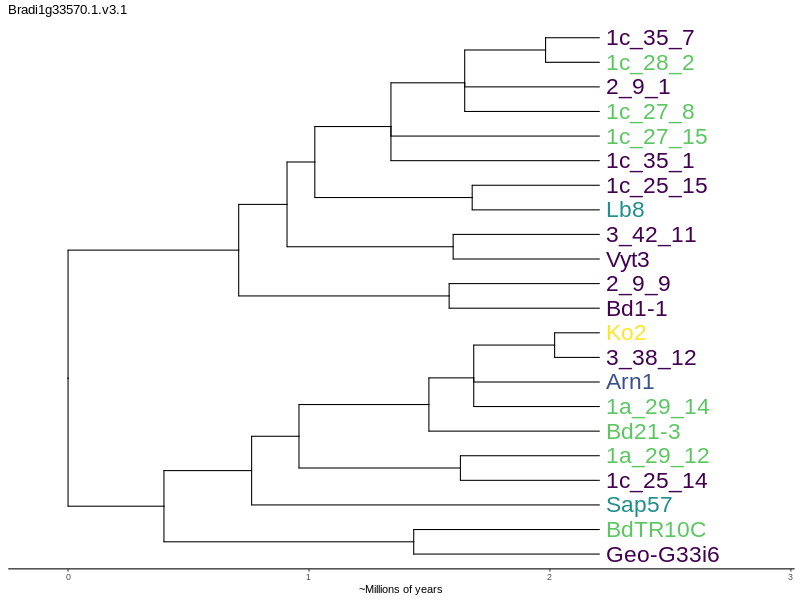 Bradi1g33570.1.v3.1
1c_35_7
1c_28_2
2_9_1
1c_27_8
1c_27_15
1c_35_1
1c_25_15
Lb8
3_42_11
Vyt3
2_9_9
Bd1-1
Ko2
3_38_12
Arn1
1a_29_14
Bd21-3
1a_29_12
1c_25_14
Sap57
BdTR10C
Geo-G33i6
0 1 2 3
~Millions of years